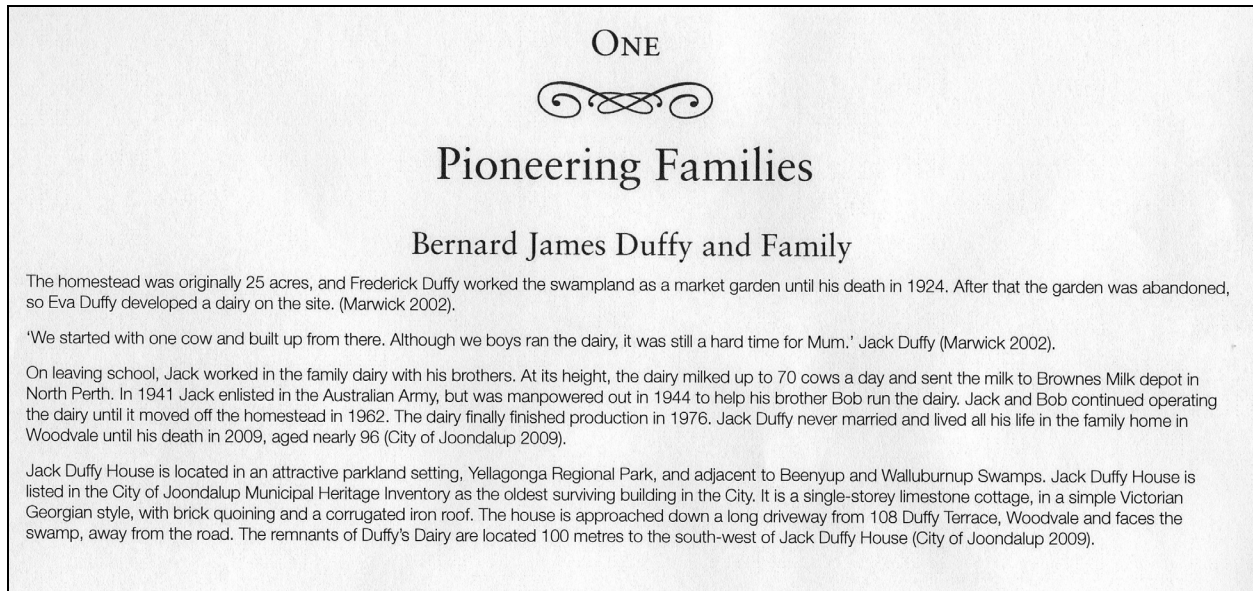 ONE
Pioneering Families
Bernard James Duffy and Family
The homestead was originally 25 acres, and Frederick Duffy worked the swampland as a market garden until his death in 1924. After that the garden was abandoned,
so Eva Duffy developed a dairy on the site. (Marwick 2002).
‘We started with one cow and built up from there. Although we boys ran the dairy, it was still a hard time for Mum.’ Jack Duffy (Marwick 2002).
On leaving school, Jack worked in the family dairy with his brothers. At its height, the dairy milked up to 70 cows a day and sent the milk to Brownes Milk depot in
North Perth. In 1941 Jack enlisted in the Australian Army, but was manpowered out in 1944 to help his brother Bob run the dairy. Jack and Bob continued operating
the dairy until it moved off the homestead in 1962. The dairy finally finished production in 1976. Jack Duffy never married and lived all his life in the family home in
Woodvale until his death in 2009, aged nearly 96 (City of Joondalup 2009).
Jack Duffy House is located in an attractive parkland setting, Yellagonga Regional Park, and adjacent to Beenyup and Walluburnup Swamps. Jack Duffy House is
listed in the City of Joondalup Municipal Heritage Inventory as the oldest surviving building in the City. It is a single-storey limestone cottage, in a simple Victorian
Georgian style, with brick quoining and a corrugated iron roof. The house is approached down a long driveway from 108 Duffy Terrace, Woodvale and faces the
swamp, away from the road. The remnants of Duffy’s Dairy are located 100 metres to the south-west of Jack Duffy House (City of Joondalup 2009).